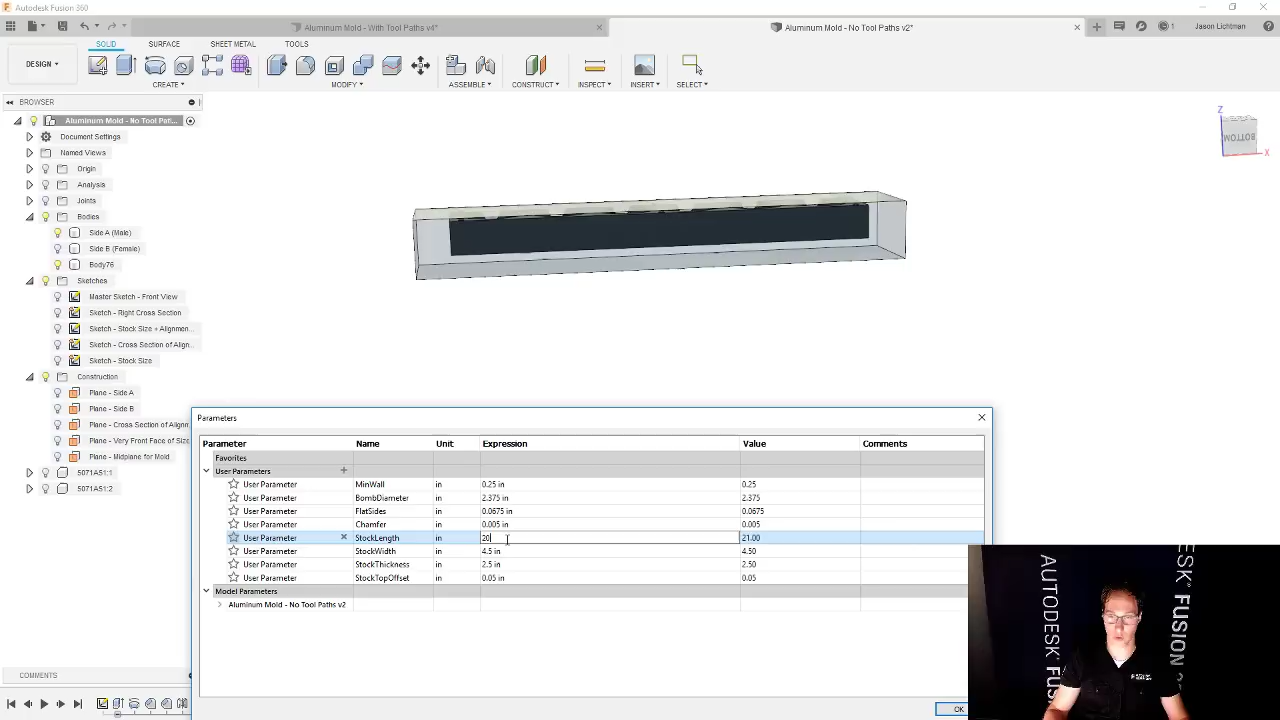 Autodesk Fusion 360
Aluminum Mold - With Tool Paths v4*
Aluminum Mold - No Tool Paths v2*
1
Jason Lichtman
SOLID
SURFACE
SHEET METAL
TOOLS
DESIGN
CREATE
MODIFY
ASSEMBLE
CONSTRUCT
INSPECT
INSERT
SELECT
BROWSER
Aluminum Mold - No Tool Pati...
Document Settings
Named Views
Origin
Analysis
Joints
Bodies
Side A (Male)
Side B (Female)
Body76
Sketches
Master Sketch - Front View
Sketch - Right Cross Section
Sketch - Stock Size + Alignmen...
Sketch - Cross Section of Align...
Sketch - Stock Size
Construction
Plane - Side A
Plane - Side B
Plane - Cross Section of Alignm
Plane - Very Front Face of Size
Plane - Midplane for Mold
5071A51:1
5071A51:2
Z
BOTTOM
X
Parameters
Parameter Name Unit Expression Value Comments
Favorites
User Parameters
User Parameter MinWall in 0.25 in 0.25
User Parameter BombDiameter in 2.375 in 2.375
User Parameter FlatSides in 0.0675 in 0.0675
User Parameter Chamfer in 0.005 in 0.005
User Parameter StockLength in 20 21.00
User Parameter StockWidth in 4.5 in 4.50
User Parameter StockThickness in 2.5 in 2.50
User Parameter StockTopOffset in 0.05 in 0.05
Model Parameters
Aluminum Mold - No Tool Paths v2
OK
COMMENTS
AUTODESK FUS
DESK FUSION